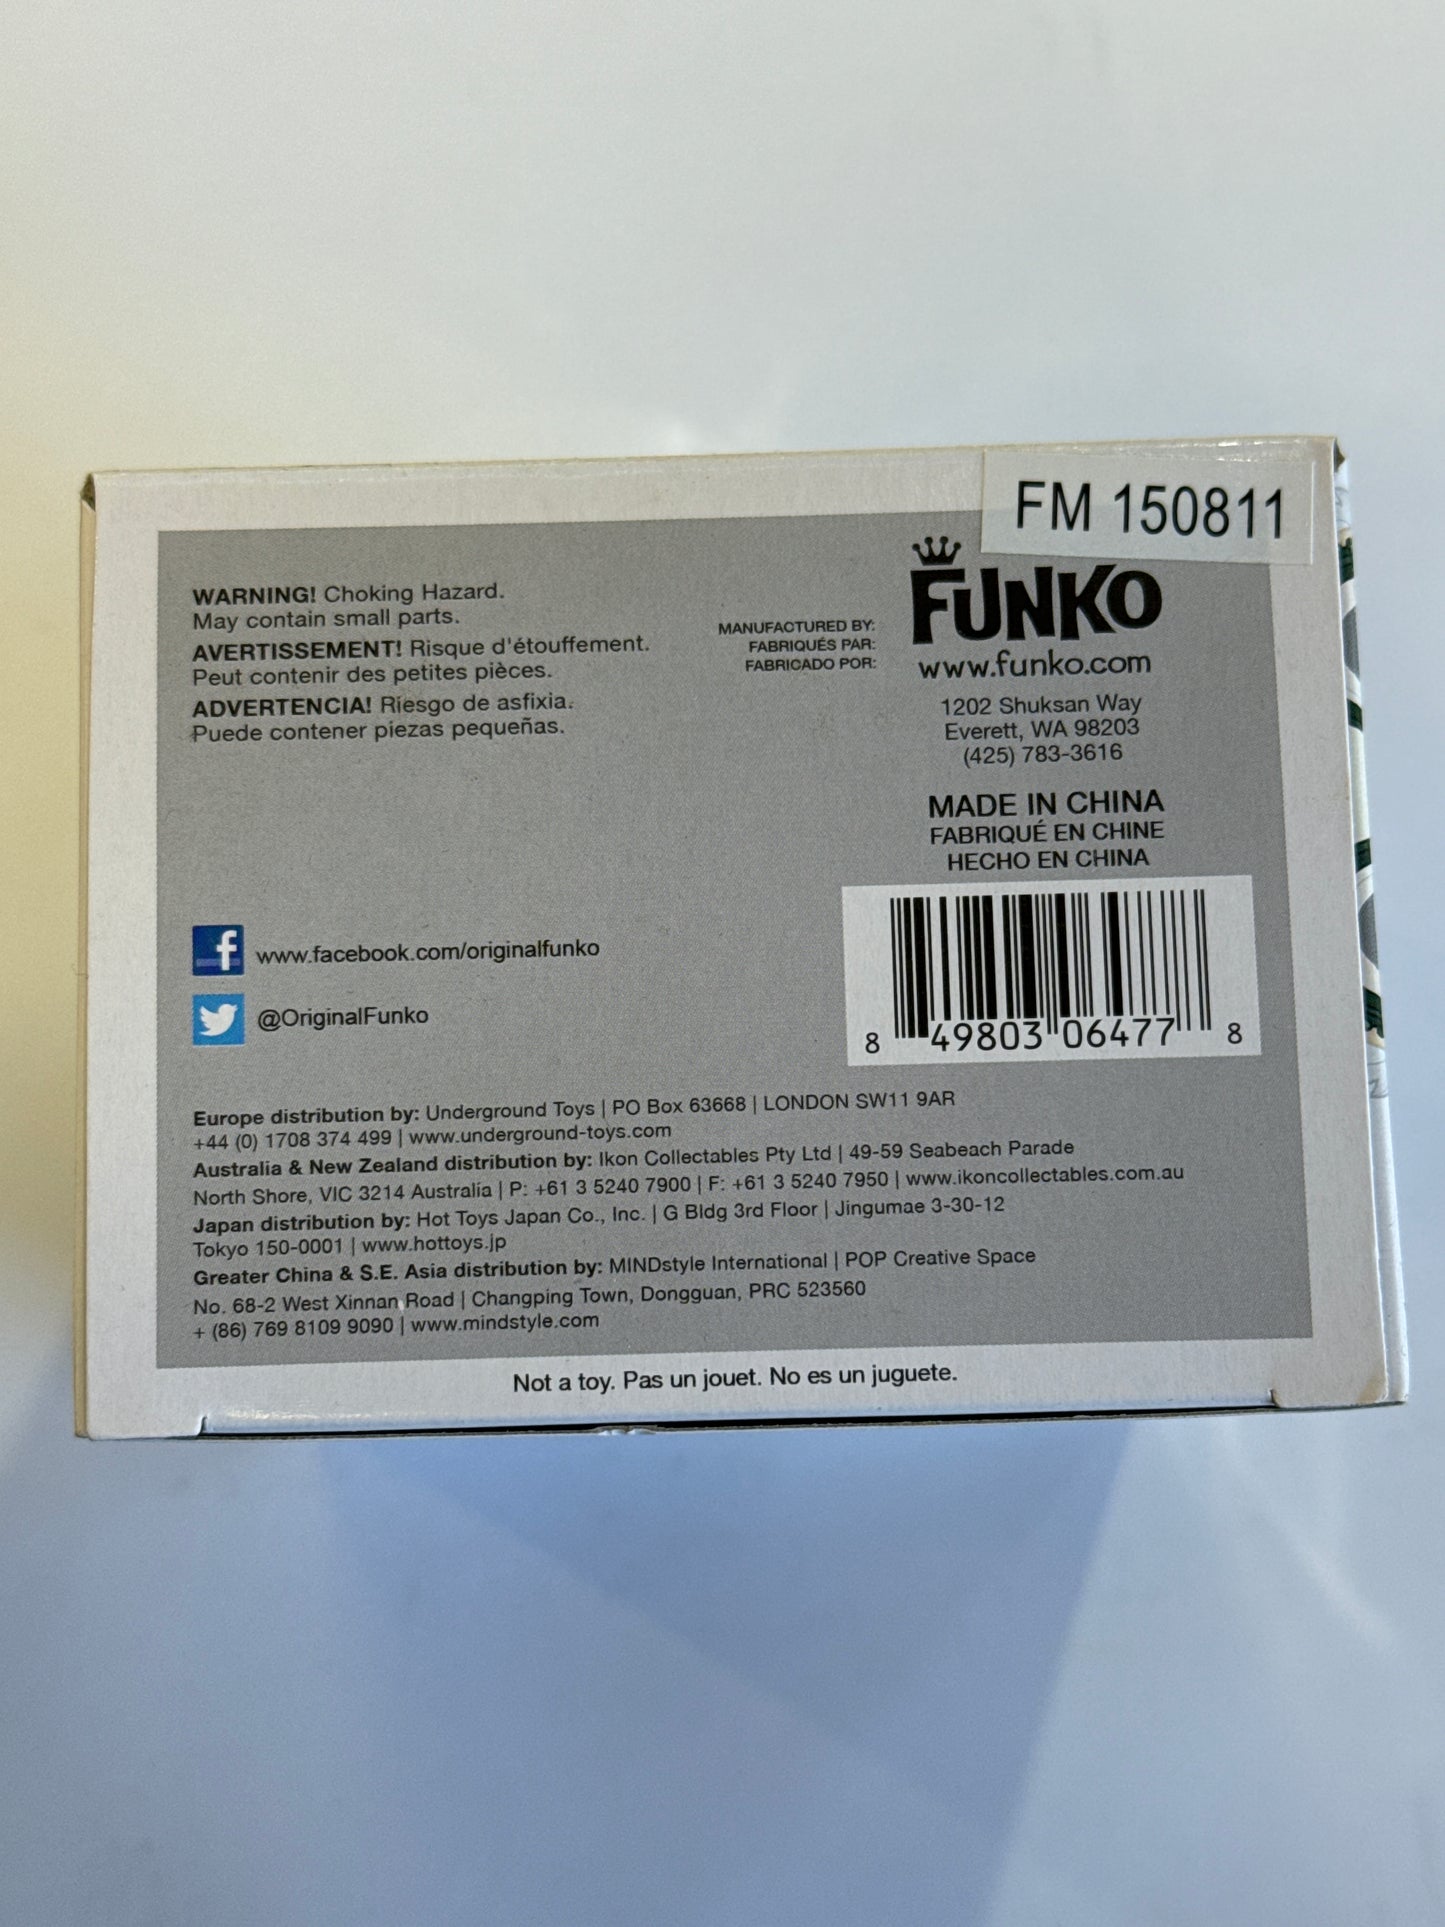 FM 150811
WARNING! Choking Hazard.
May contain small parts.
AVERTISSEMENT! Risque d'étouffement.
Peut contenir des petites pièces.
ADVERTENCIA! Riesgo de asfixia.
Puede contener piezas pequeñas.
MANUFACTURED BY:
FABRIQUÉS PAR:
FABRICADO POR:
FUNKO
www.funko.com
1202 Shuksan Way
Everett, WA 98203
(425) 783-3616
MADE IN CHINA
FABRIQUÉ EN CHINE
HECHO EN CHINA
f www.facebook.com/originalfunko
@OriginalFunko
8 49803 06477 8
Europe distribution by: Underground Toys | PO Box 63668 | LONDON SW11 9AR
+44 (0) 1708 374 499 | www.underground-toys.com
Australia & New Zealand distribution by: Ikon Collectables Pty Ltd | 49-59 Seabeach Parade
North Shore, VIC 3214 Australia | P: +61 3 5240 7900 | F: +61 3 5240 7950 | www.ikoncollectables.com.au
Japan distribution by: Hot Toys Japan Co., Inc. | G Bldg 3rd Floor | Jingumae 3-30-12
Tokyo 150-0001 | www.hottoys.jp
Greater China & S.E. Asia distribution by: MINDstyle International | POP Creative Space
No. 68-2 West Xinnan Road | Changping Town, Dongguan, PRC 523560
+ (86) 769 8109 9090 | www.mindstyle.com
Not a toy. Pas un jouet. No es un juguete.